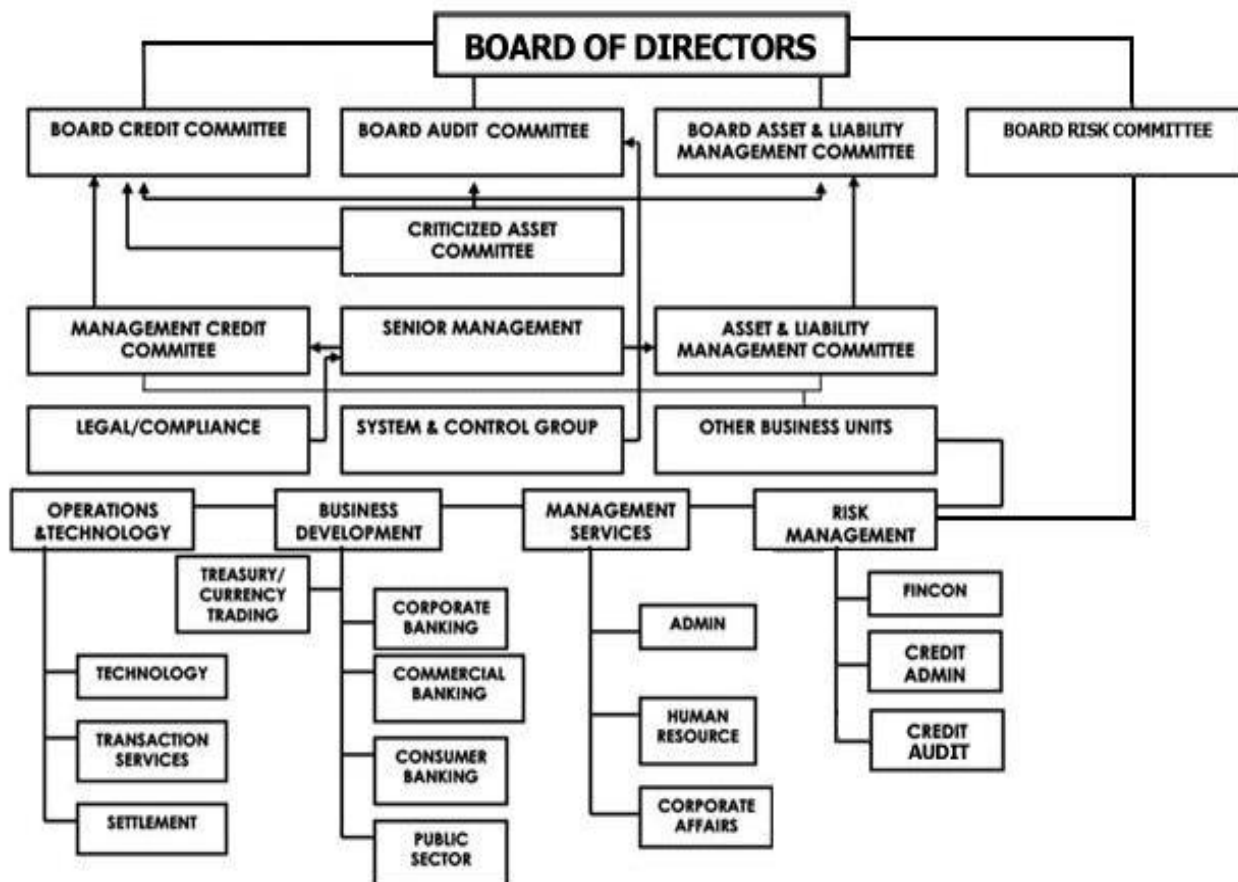 BOARD OF DIRECTORS
BOARD CREDIT COMMITTEE
BOARD AUDIT COMMITTEE
BOARD ASSET & LIABILITY
MANAGEMENT COMMITTEE
BOARD RISK COMMITTEE
CRITICIZED ASSET
COMMITTEE
MANAGEMENT CREDIT
COMMITEE
SENIOR MANAGEMENT
ASSET & LIABILITY
MANAGEMENT COMMITTEE
LEGAL/COMPLIANCE
SYSTEM & CONTROL GROUP
OTHER BUSINESS UNITS
OPERATIONS
&TECHNOLOGY
BUSINESS
DEVELOPMENT
MANAGEMENT
SERVICES
RISK
MANAGEMENT
TREASURY/
CURRENCY
TRADING
TECHNOLOGY
TRANSACTION
SERVICES
SETTLEMENT
CORPORATE
BANKING
COMMERCIAL
BANKING
CONSUMER
BANKING
PUBLIC
SECTOR
ADMIN
HUMAN
RESOURCE
CORPORATE
AFFAIRS
FINCON
CREDIT
ADMIN
CREDIT
AUDIT